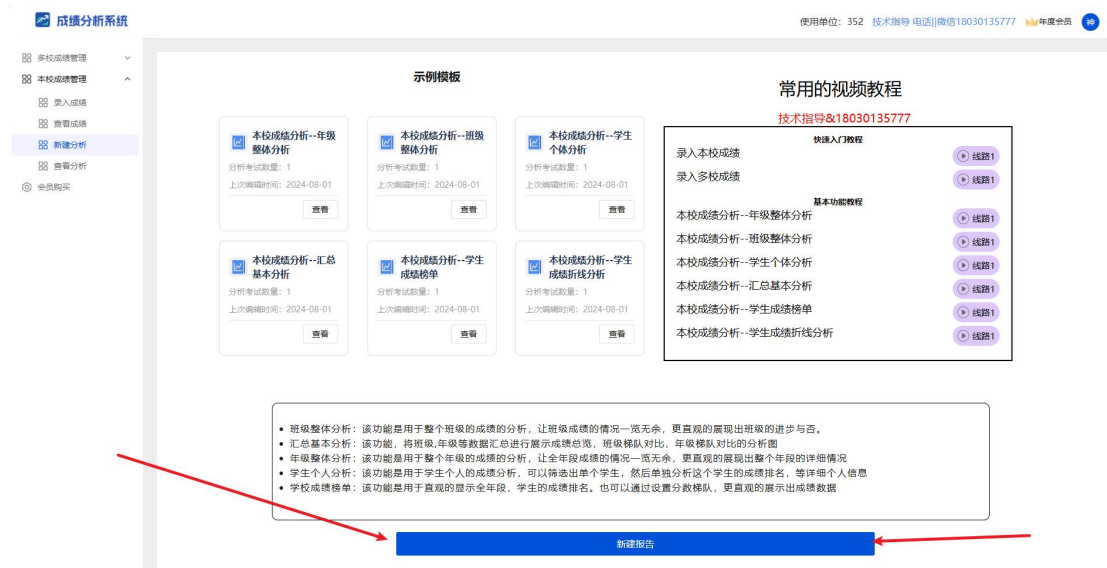 成绩分析系统
使用单位：352 技术指导 电话||微信18030135777 年度会员 神
多校成绩管理
本校成绩管理
录入成绩
查看成绩
新建分析
查看分析
会员购买
示例模板
本校成绩分析--年级
整体分析
分析考试数量：1
上次编辑时间：2024-08-01
查看
本校成绩分析--班级
整体分析
分析考试数量：1
上次编辑时间：2024-08-01
查看
本校成绩分析--学生
个体分析
分析考试数量：1
上次编辑时间：2024-08-01
查看
本校成绩分析--汇总
基本分析
分析考试数量：1
上次编辑时间：2024-08-01
查看
本校成绩分析--学生
成绩榜单
分析考试数量：1
上次编辑时间：2024-08-01
查看
本校成绩分析--学生
成绩折线分析
分析考试数量：1
上次编辑时间：2024-08-01
查看
常用的视频教程
技术指导&18030135777
快速入门教程
录入本校成绩 线路1
录入多校成绩 线路1
基本功能教程
本校成绩分析--年级整体分析 线路1
本校成绩分析--班级整体分析 线路1
本校成绩分析--学生个体分析 线路1
本校成绩分析--汇总基本分析 线路1
本校成绩分析--学生成绩榜单 线路1
本校成绩分析--学生成绩折线分析 线路1
• 班级整体分析：该功能是用于整个班级的成绩的分析，让班级成绩的情况一览无余，更直观的展现出班级的进步与否。
• 汇总基本分析：该功能，将班级,年级等数据汇总进行展示成绩总览，班级梯队对比，年级梯队对比的分析图
• 年级整体分析：该功能是用于整个年级的成绩的分析，让全年段成绩的情况一览无余，更直观的展现出整个年段的详细情况
• 学生个人分析：该功能是用于学生个人的成绩分析，可以筛选出单个学生，然后单独分析这个学生的成绩排名，等详细个人信息
• 学校成绩榜单：该功能是用于直观的显示全年段，学生的成绩排名。也可以通过设置分数梯队，更直观的展示出成绩数据
新建报告